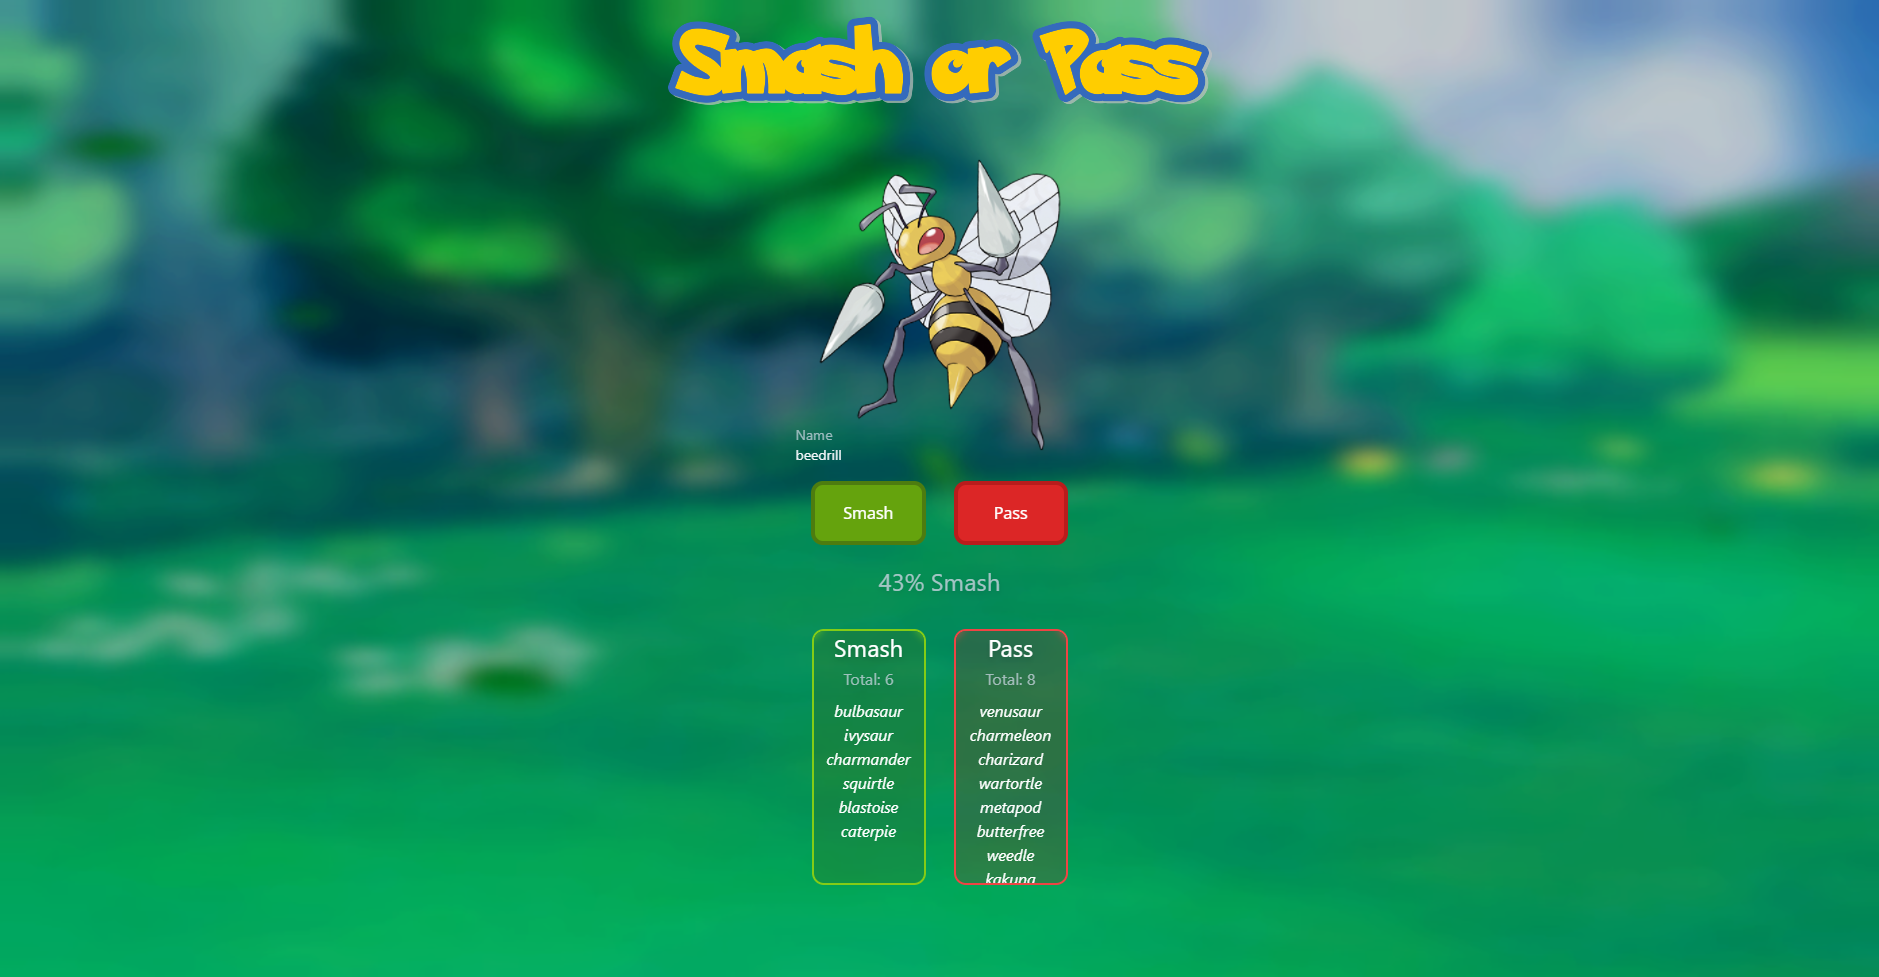 Smash or Pass
Name
beedrill
Smash
Pass
43% Smash
Smash
Total: 6
bulbasaur
ivysaur
charmander
squirtle
blastoise
caterpie
Pass
Total: 8
venusaur
charmeleon
charizard
wartortle
metapod
butterfree
weedle
kakuna